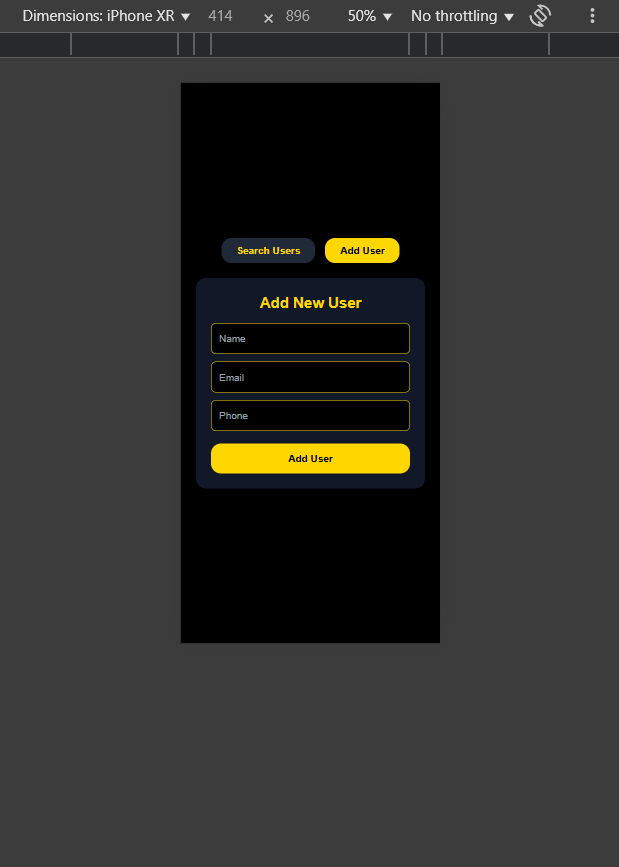 Dimensions: iPhone XR 414 × 896 50% No throttling
Search Users Add User
Add New User
Name
Email
Phone
Add User